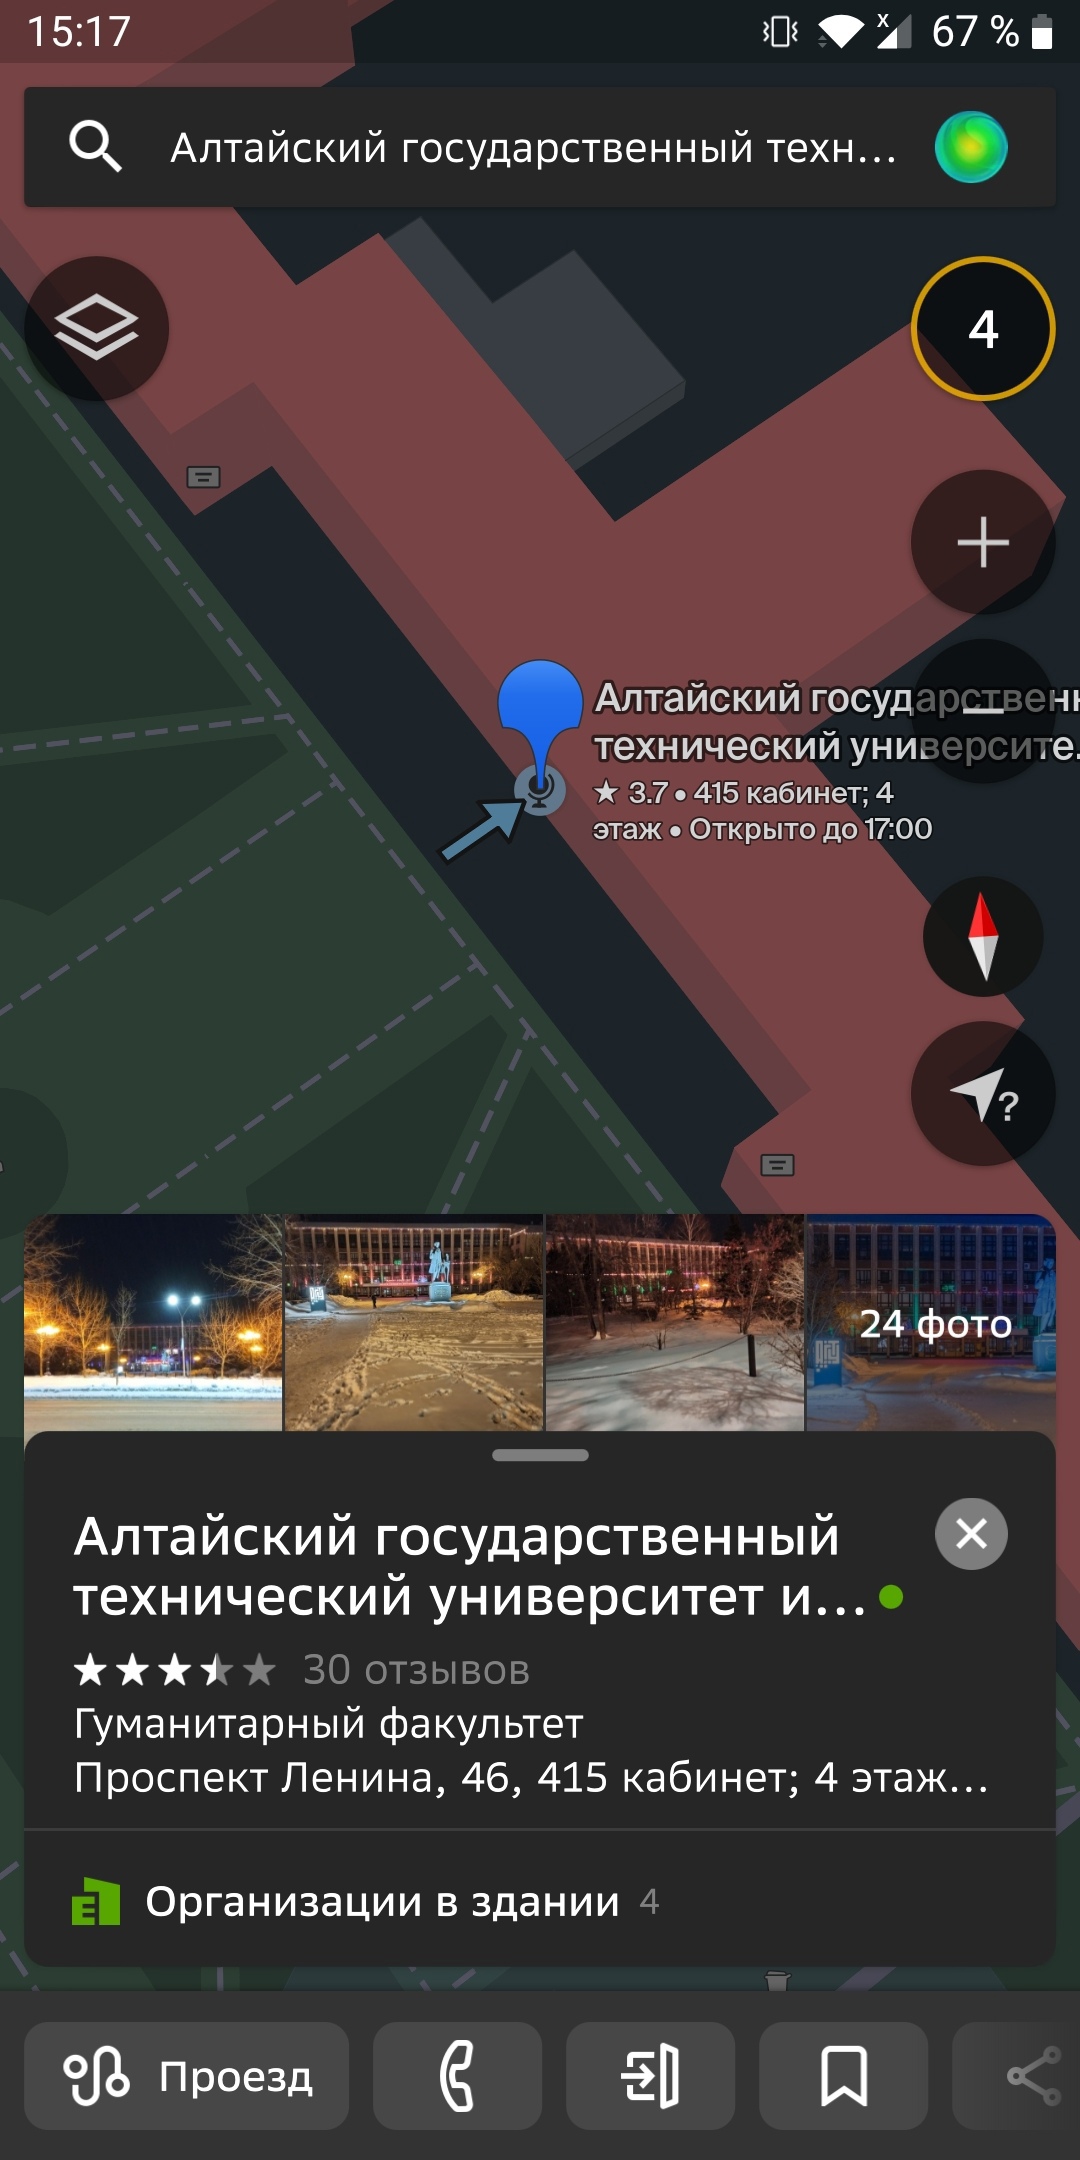 15:17
67 %
Алтайский государственный техн...
4
Алтайский государственн
технический университе.
★ 3.7 • 415 кабинет; 4
этаж • Открыто до 17:00
?
24 фото
Алтайский государственный
технический университет и...
30 отзывов
Гуманитарный факультет
Проспект Ленина, 46, 415 кабинет; 4 этаж...
Организации в здании 4
Проезд